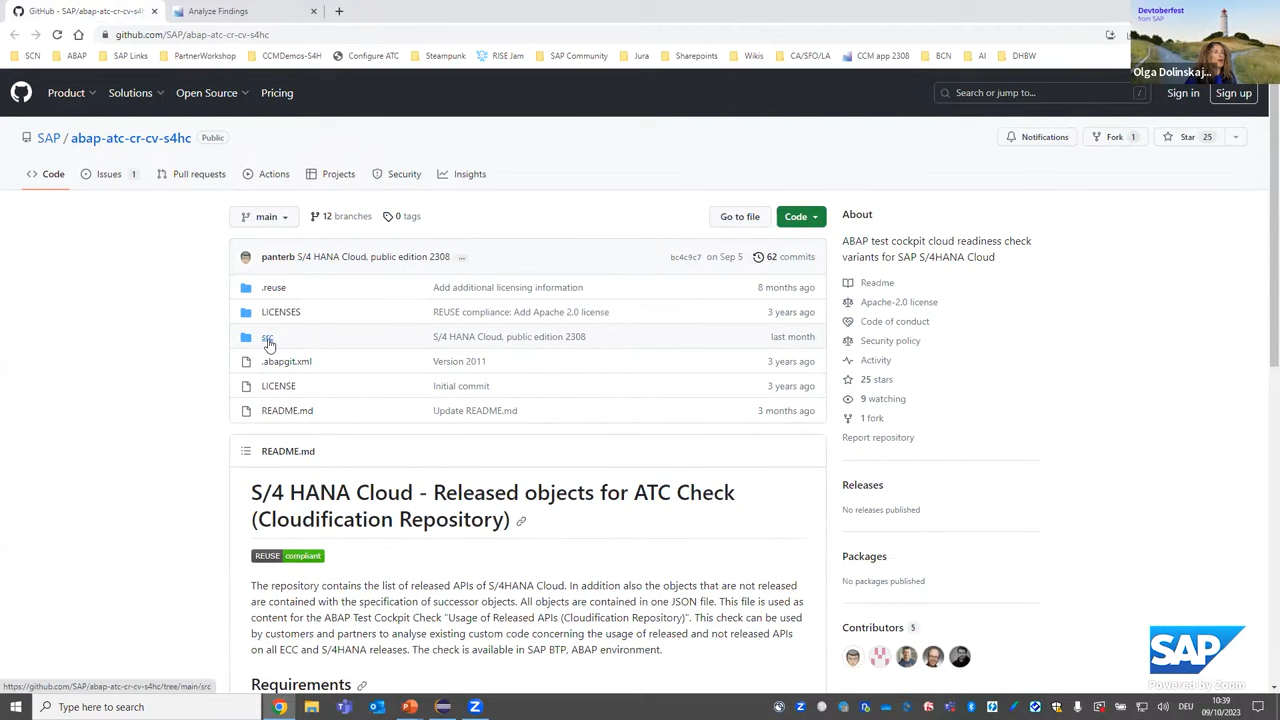 GitHub - SAP/abap-atc-cr-cv-s4h
Analyze Findings
github.com/SAP/abap-atc-cr-cv-s4hc
SCN
ABAP
SAP Links
PartnerWorkshop
CCMDemos-S4H
Configure ATC
Steampunk
RISE Jam
SAP Community
Jura
Sharepoints
Wikis
CA/SFO/LA
CCM app 2308
BCN
AI
DHBW
Devtoberfest
from SAP
Olga Dolinskaj...
Product
Solutions
Open Source
Pricing
Search or jump to...
/
Sign in
Sign up
SAP / abap-atc-cr-cv-s4hc
Public
Notifications
Fork 1
Star 25
Code
Issues 1
Pull requests
Actions
Projects
Security
Insights
main
12 branches
0 tags
Go to file
Code
panterb S/4 HANA Cloud, public edition 2308 ...
bc4c9c7 on Sep 5
62 commits
.reuse
Add additional licensing information
8 months ago
LICENSES
REUSE compliance: Add Apache 2.0 license
3 years ago
src
S/4 HANA Cloud, public edition 2308
last month
.abapgit.xml
Version 2011
3 years ago
LICENSE
Initial commit
3 years ago
README.md
Update README.md
3 months ago
README.md
S/4 HANA Cloud - Released objects for ATC Check
(Cloudification Repository)
REUSE compliant
The repository contains the list of released APIs of S/4HANA Cloud. In addition also the objects that are not released
are contained with the specification of successor objects. All objects are contained in one JSON file. This file is used as
content for the ABAP Test Cockpit Check "Usage of Released APIs (Cloudification Repository)". This check can be used
by customers and partners to analyse existing custom code concerning the usage of released and not released APIs
on all ECC and S/4HANA releases. The check is available in SAP BTP, ABAP environment.
Requirements
About
ABAP test cockpit cloud readiness check
variants for SAP S/4HANA Cloud
Readme
Apache-2.0 license
Code of conduct
Security policy
Activity
25 stars
9 watching
1 fork
Report repository
Releases
No releases published
Packages
No packages published
Contributors 5
SAP
Powered by Zoom
https://github.com/SAP/abap-atc-cr-cv-s4hc/tree/main/src
Type here to search
DEU
10:39
09/10/2023